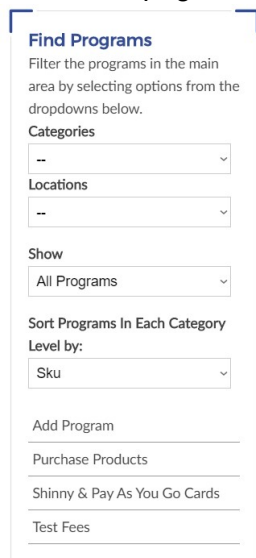 Find Programs
Filter the programs in the main
area by selecting options from the
dropdowns below.
Categories
--
Locations
--
Show
All Programs
Sort Programs In Each Category
Level by:
Sku
Add Program
Purchase Products
Shinny & Pay As You Go Cards
Test Fees